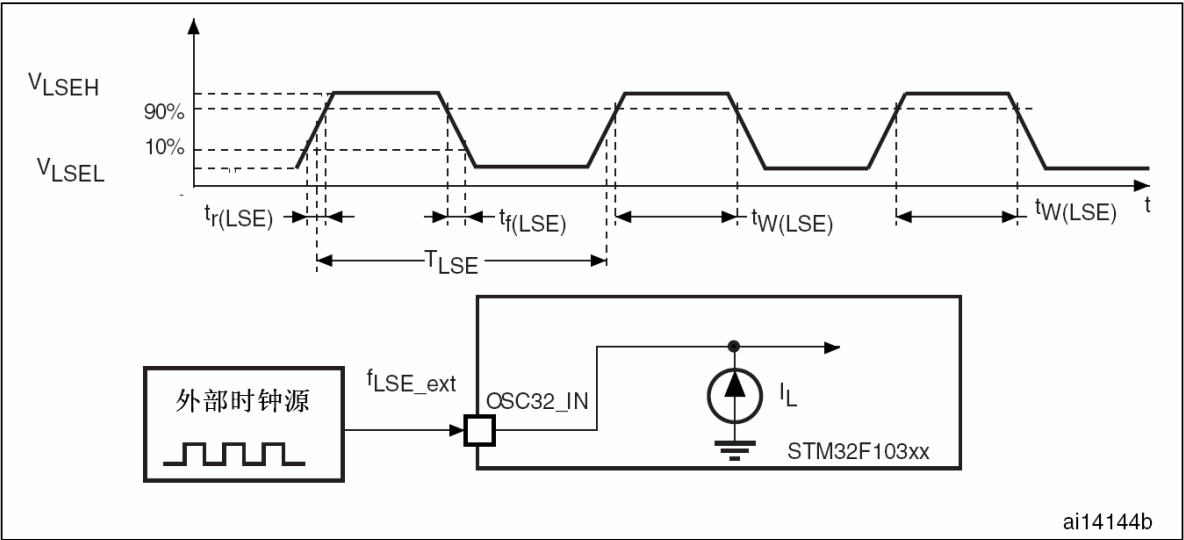 VLSEH
90%
10%
VLSEL
tr(LSE)
tf(LSE)
tW(LSE)
tW(LSE)
t
TLSE
外部时钟源
fLSE_ext
OSC32_IN
IL
STM32F103xx
ai14144b